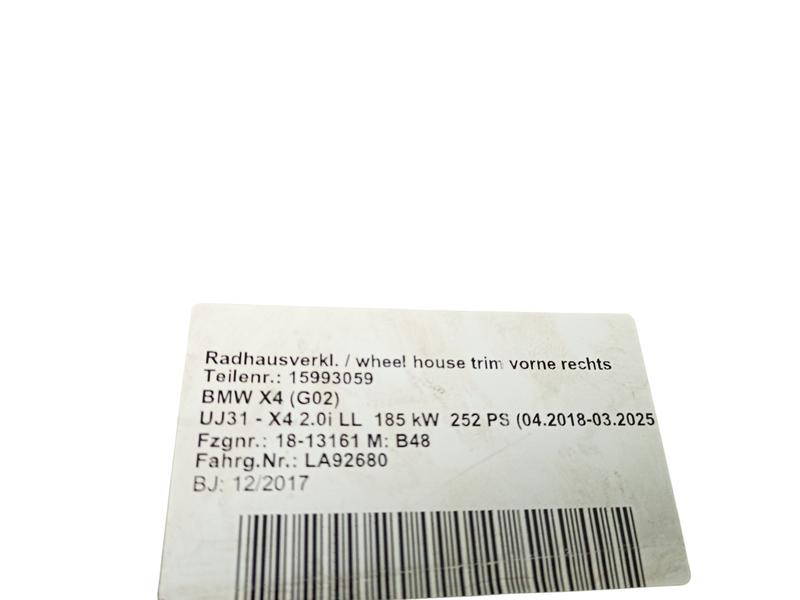 Radhausverkl. / wheel house trim vorne rechts
Teilenr.: 15993059
BMW X4 (G02)
UJ31 - X4 2.0i LL 185 kW 252 PS (04.2018-03.2025
Fzgnr.: 18-13161 M: B48
Fahrg.Nr.: LA92680
BJ: 12/2017